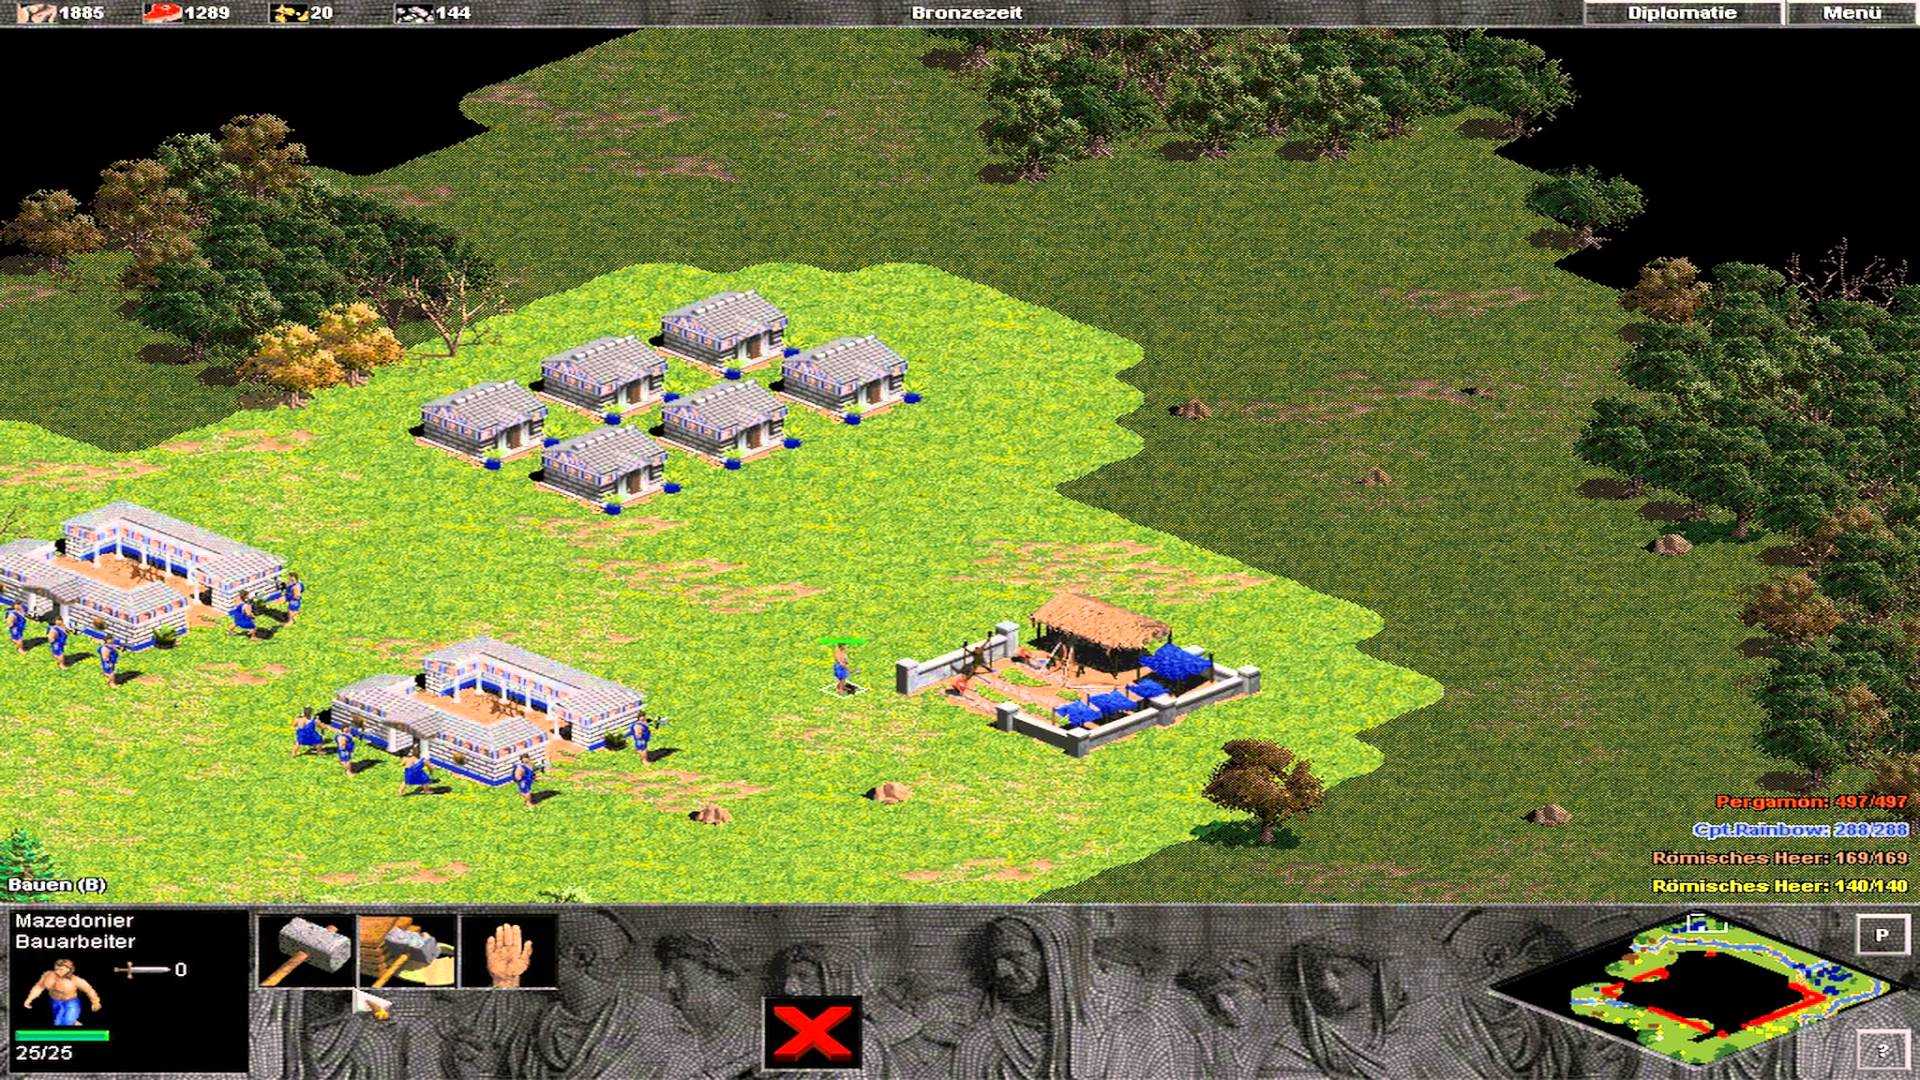 1885 1289 20 144 Bronzezeit Diplomatie Menü
Pergamon: 497/497
Cpt.Rainbow: 288/288
Römisches Heer: 169/169
Römisches Heer: 140/140
Bauen (B)
Mazedonier
Bauarbeiter
0
25/25
P
?